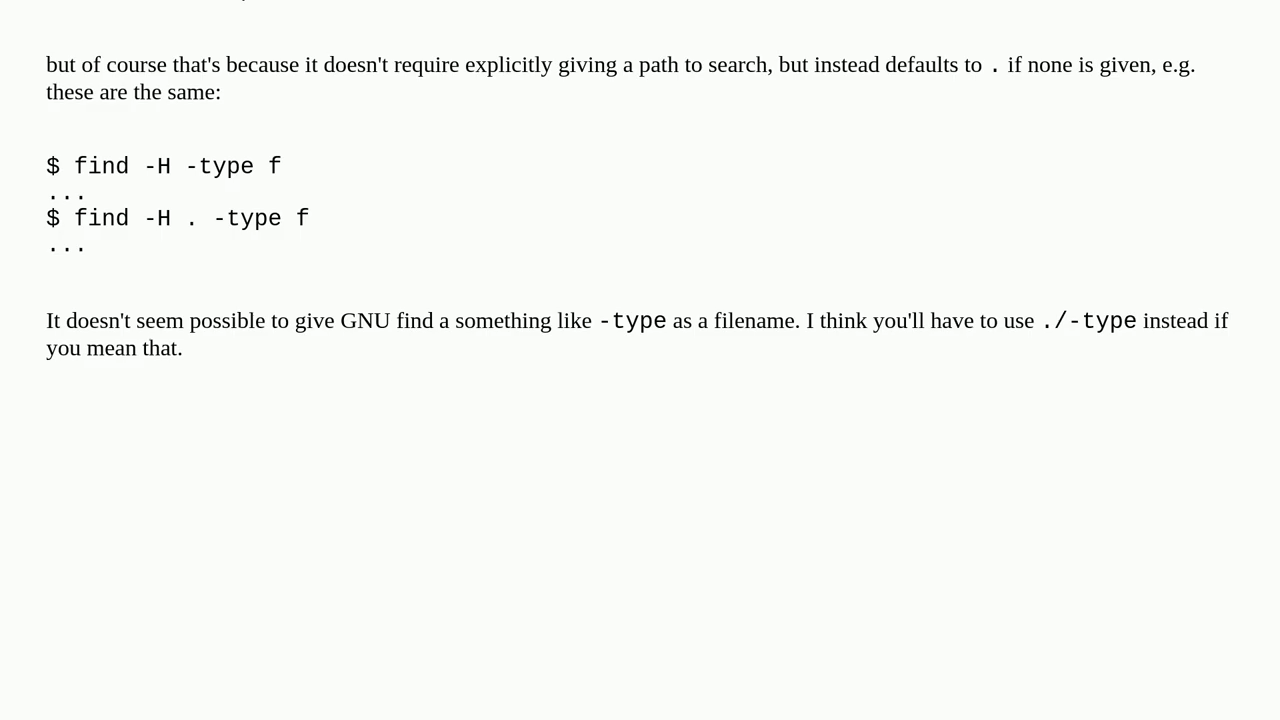 but of course that's because it doesn't require explicitly giving a path to search, but instead defaults to . if none is given, e.g.
these are the same:
$ find -H -type f
...
$ find -H . -type f
...
It doesn't seem possible to give GNU find a something like -type as a filename. I think you'll have to use ./-type instead if
you mean that.